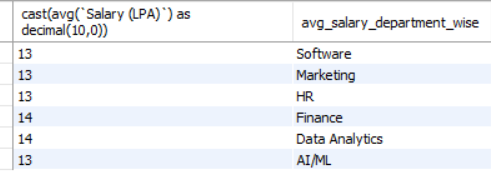 cast(avg(`Salary (LPA)`) as decimal(10,0)) avg_salary_department_wise
13 Software
13 Marketing
13 HR
14 Finance
14 Data Analytics
13 AI/ML